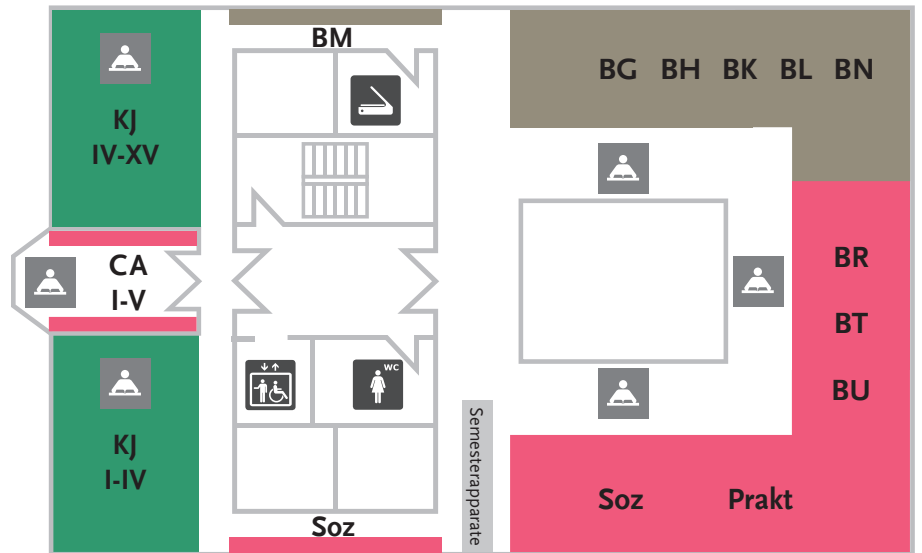 BM
BG BH BK BL BN
KJ
IV-XV
CA
I-V
BR
BT
BU
WC
KJ
I-IV
Semesterapparate
Soz
Prakt
Soz